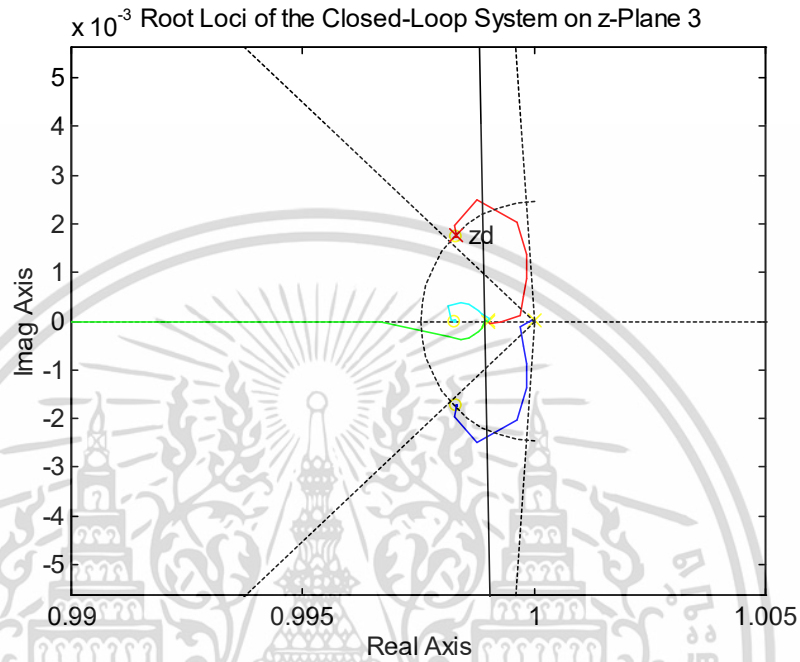 x 10-3 Root Loci of the Closed-Loop System on z-Plane 3
5
4
3
2
zd
1
0
-1
-2
-3
-4
-5
Imag Axis
0.99 0.995 1 1.005
Real Axis